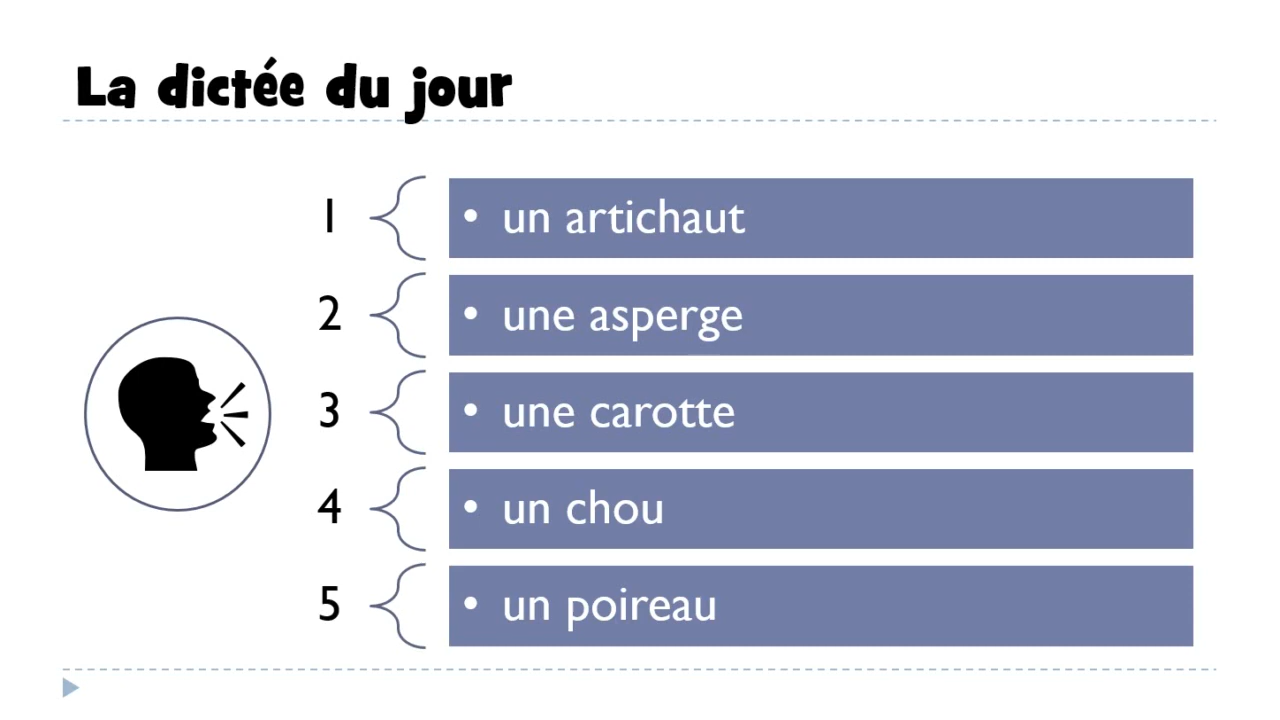 La dictée du jour
1 • un artichaut
2 • une asperge
3 • une carotte
4 • un chou
5 • un poireau